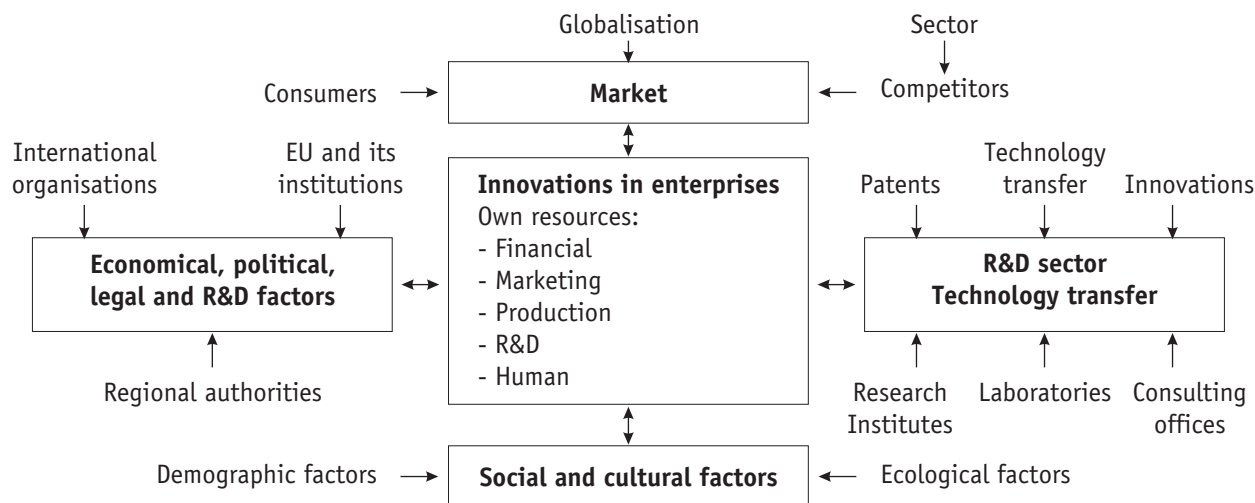 Globalisation
Sector
Market
Consumers
Competitors
International
organisations
EU and its
institutions
Economical, political,
legal and R&D factors
Regional authorities
Innovations in enterprises
Own resources:
- Financial
- Marketing
- Production
- R&D
- Human
Patents
Technology
transfer
Innovations
R&D sector
Technology transfer
Research
Institutes
Laboratories
Consulting
offices
Demographic factors
Social and cultural factors
Ecological factors